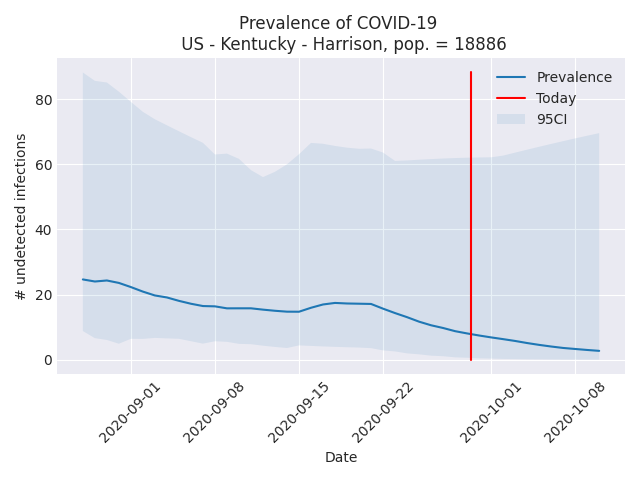 Prevalence of COVID-19
US - Kentucky - Harrison, pop. = 18886
Prevalence
Today
95CI
# undetected infections
80
60
40
20
0
2020-09-01
2020-09-08
2020-09-15
2020-09-22
2020-10-01
2020-10-08
Date